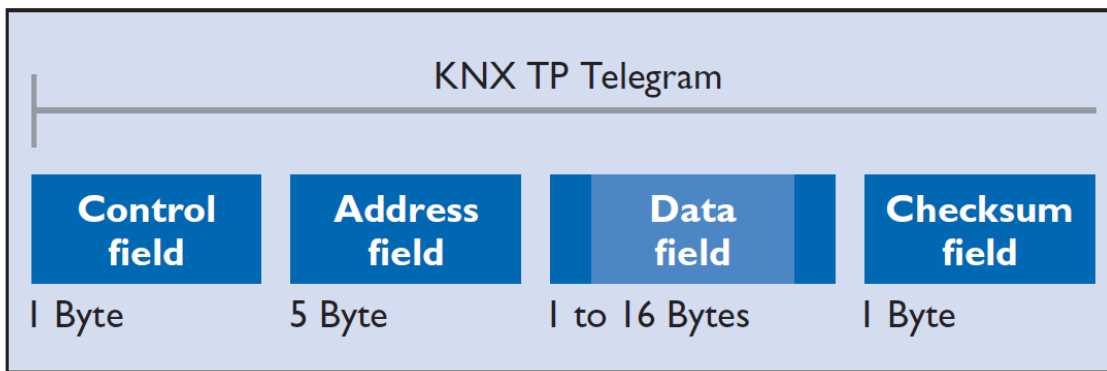 KNX TP Telegram
Control
field
Address
field
Data
field
Checksum
field
1 Byte
5 Byte
1 to 16 Bytes
1 Byte